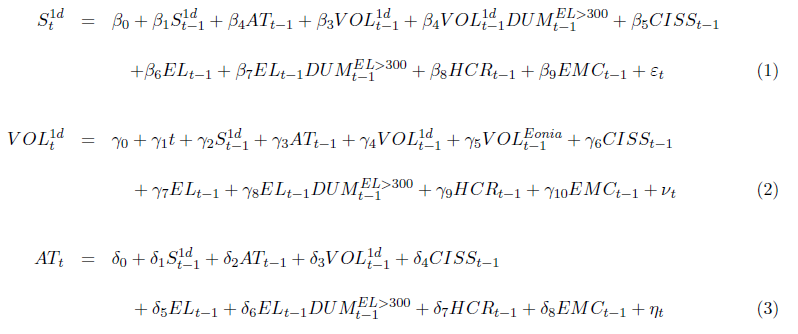 S_t^{1d} = β_0 + β_1 S_{t-1}^{1d} + β_4 AT_{t-1} + β_3 VOL_{t-1}^{1d} + β_4 VOL_{t-1}^{1d} DUM_{t-1}^{EL>300} + β_5 CISS_{t-1}
+β_6 EL_{t-1} + β_7 EL_{t-1} DUM_{t-1}^{EL>300} + β_8 HCR_{t-1} + β_9 EMC_{t-1} + ε_t (1)
VOL_t^{1d} = γ_0 + γ_1 t + γ_2 S_{t-1}^{1d} + γ_3 AT_{t-1} + γ_4 VOL_{t-1}^{1d} + γ_5 VOL_{t-1}^{Eonia} + γ_6 CISS_{t-1}
+ γ_7 EL_{t-1} + γ_8 EL_{t-1} DUM_{t-1}^{EL>300} + γ_9 HCR_{t-1} + γ_{10} EMC_{t-1} + ν_t (2)
AT_t = δ_0 + δ_1 S_{t-1}^{1d} + δ_2 AT_{t-1} + δ_3 VOL_{t-1}^{1d} + δ_4 CISS_{t-1}
+ δ_5 EL_{t-1} + δ_6 EL_{t-1} DUM_{t-1}^{EL>300} + δ_7 HCR_{t-1} + δ_8 EMC_{t-1} + η_t (3)